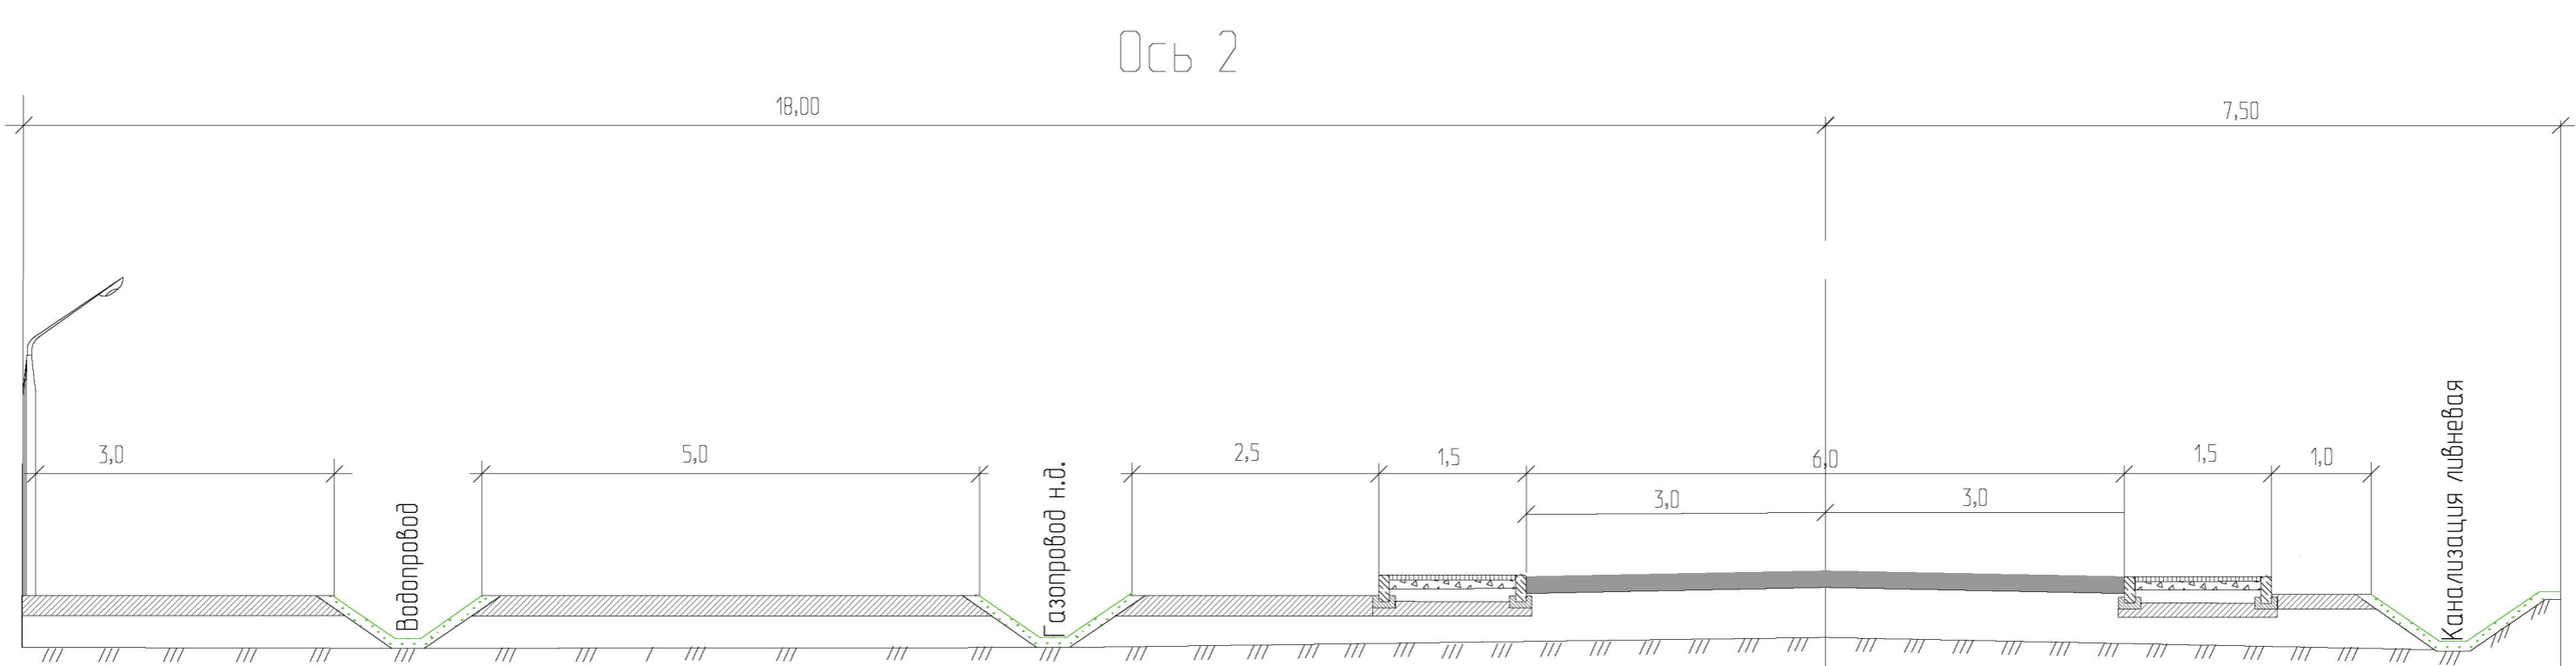 Ось 2
18,00
7,50
3,0
5,0
2,5
1,5
6,0
1,5
1,0
3,0
3,0
Водопровод
Газопровод н.д.
Канализация ливневая